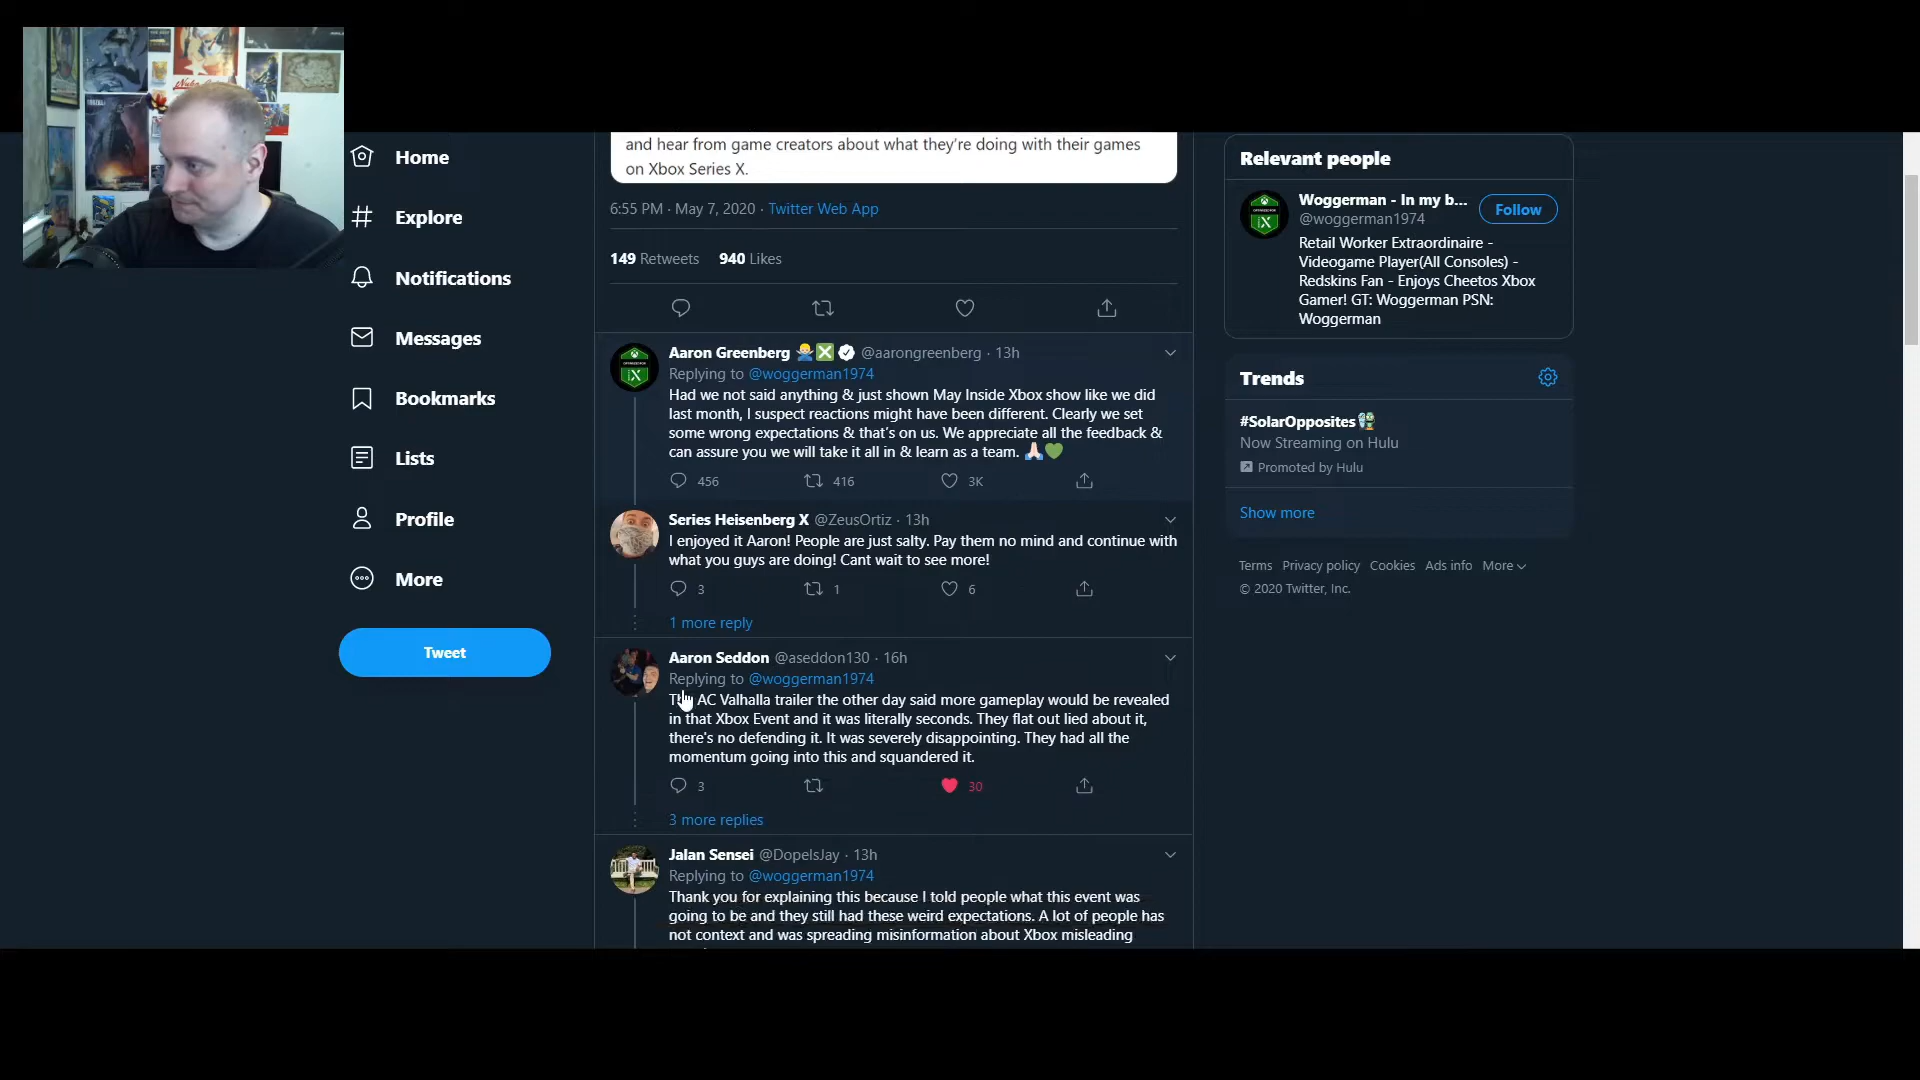 Home
Explore
Notifications
Messages
Bookmarks
Lists
Profile
More
Tweet
and hear from game creators about what they're doing with their games
on Xbox Series X.
6:55 PM · May 7, 2020 · Twitter Web App
149 Retweets 940 Likes
Aaron Greenberg @aarongreenberg · 13h
Replying to @woggerman1974
Had we not said anything & just shown May Inside Xbox show like we did
last month, I suspect reactions might have been different. Clearly we set
some wrong expectations & that's on us. We appreciate all the feedback &
can assure you we will take it all in & learn as a team. 🙏🏻💚
456 416 3K
Series Heisenberg X @ZeusOrtiz · 13h
I enjoyed it Aaron! People are just salty. Pay them no mind and continue with
what you guys are doing! Cant wait to see more!
3 1 6
1 more reply
Aaron Seddon @aseddon130 · 16h
Replying to @woggerman1974
AC Valhalla trailer the other day said more gameplay would be revealed
in that Xbox Event and it was literally seconds. They flat out lied about it,
there's no defending it. It was severely disappointing. They had all the
momentum going into this and squandered it.
3 30
3 more replies
Jalan Sensei @DopeIsJay · 13h
Replying to @woggerman1974
Thank you for explaining this because I told people what this event was
going to be and they still had these weird expectations. A lot of people has
not context and was spreading misinformation about Xbox misleading
Relevant people
Woggerman - In my b...
@woggerman1974
Follow
Retail Worker Extraordinaire -
Videogame Player(All Consoles) -
Redskins Fan - Enjoys Cheetos Xbox
Gamer! GT: Woggerman PSN:
Woggerman
Trends
#SolarOpposites
Now Streaming on Hulu
Promoted by Hulu
Show more
Terms Privacy policy Cookies Ads info More
© 2020 Twitter, Inc.